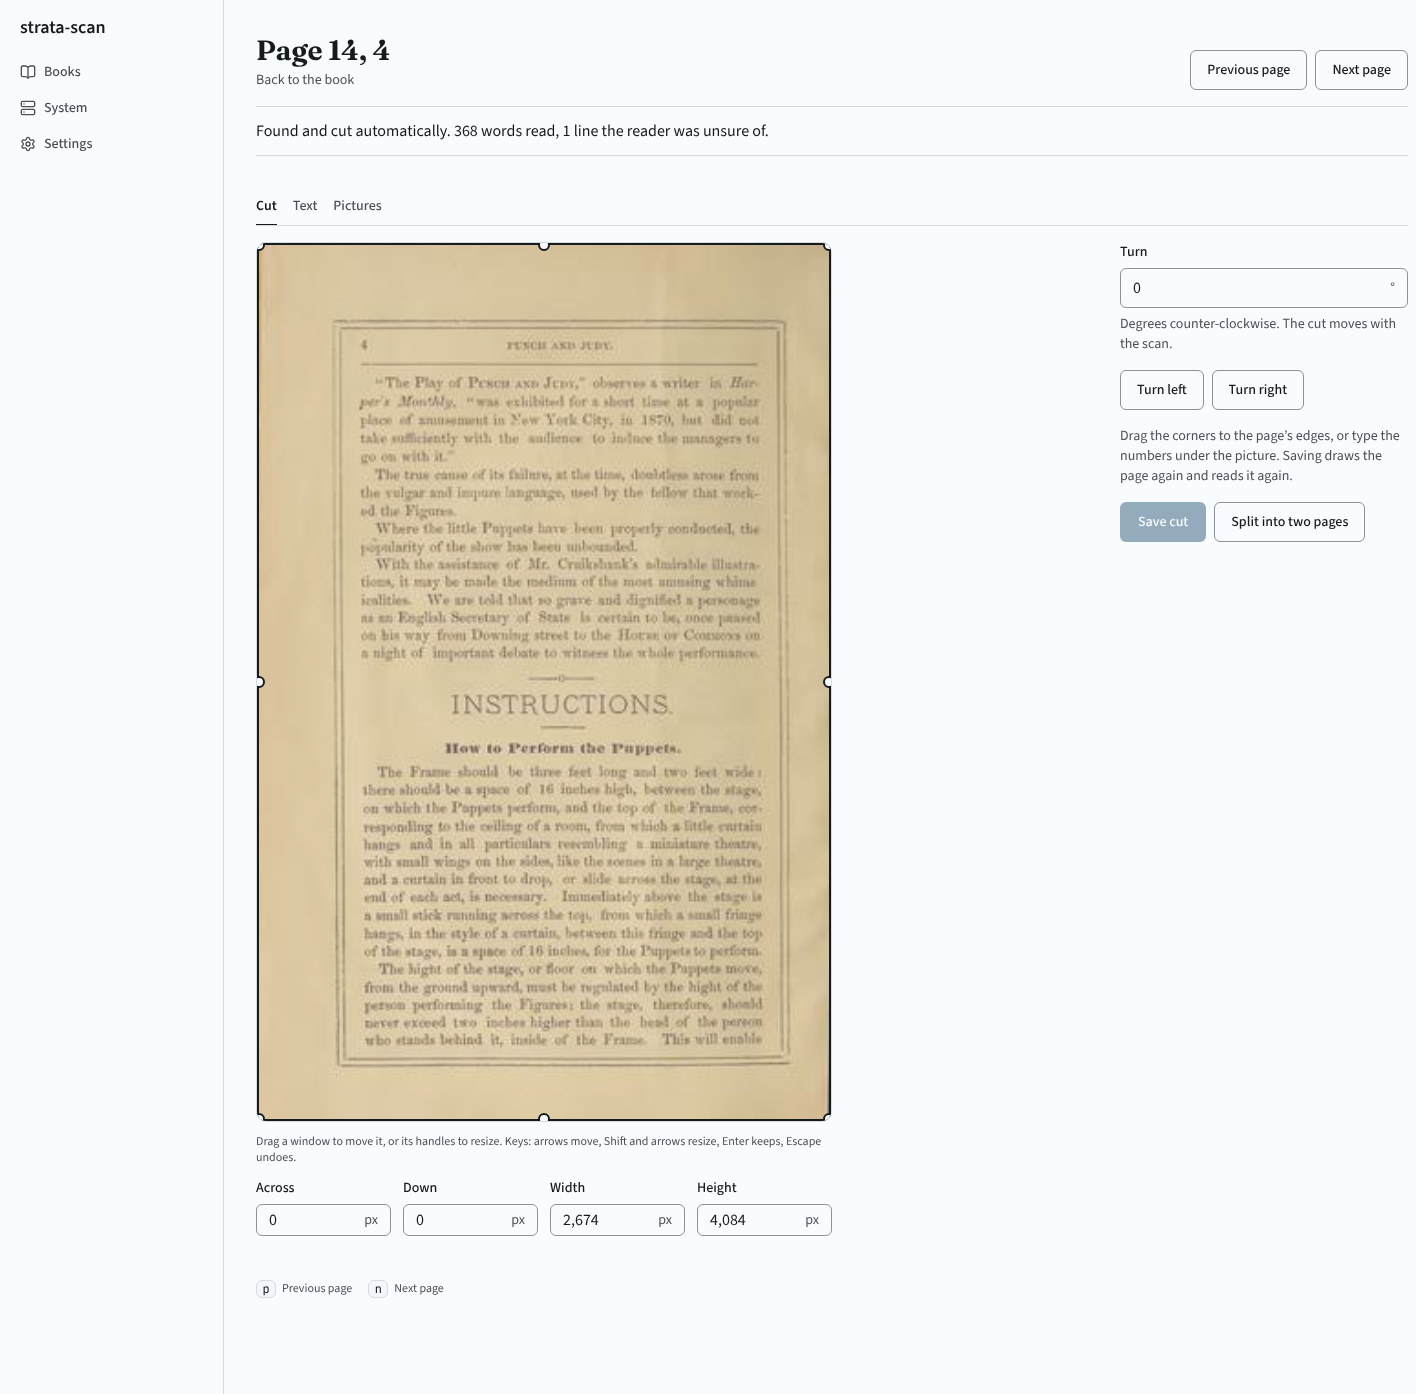 strata-scan
Books
System
Settings
Page 14, 4
Back to the book
Previous page
Next page
Found and cut automatically. 368 words read, 1 line the reader was unsure of.
Cut
Text
Pictures
4
PUNCH AND JUDY.
"The Play of PUNCH AND JUDY," observes a writer in Har-
per's Monthly, "was exhibited for a short time at a popular
place of amusement in New York City, in 1870, but did not
take sufficiently with the audience to induce the managers to
go on with it."
The true cause of its failure, at the time, doubtless arose from
the vulgar and impure language, used by the fellow that work-
ed the Figures.
Where the little Puppets have been properly conducted, the
popularity of the show has been unbounded.
With the assistance of Mr. Cruikshank's admirable illustra-
tions, it may be made the medium of the most amusing whims
icalities. We are told that so grave and dignified a personage
as an English Secretary of State is certain to be, once paused
on his way from Downing street to the HOUSE OF COMMONS on
a night of important debate to witness the whole performance.
INSTRUCTIONS.
How to Perform the Puppets.
The Frame should be three feet long and two feet wide;
there should be a space of 16 inches high, between the stage,
on which the Puppets perform, and the top of the Frame, cor-
responding to the ceiling of a room, from which a little curtain
hangs and in all particulars resembling a miniature theatre,
with small wings on the sides, like the scenes in a large theatre,
and a curtain in front to drop, or slide across the stage, at the
end of each act, is necessary. Immediately above the stage is
a small stick running across the top, from which a small fringe
hangs, in the style of a curtain, between this fringe and the top
of the stage, is a space of 16 inches, for the Puppets to perform.
The hight of the stage, or floor on which the Puppets move,
from the ground upward, must be regulated by the hight of the
person performing the Figures; the stage, therefore, should
never exceed two inches higher than the head of the person
who stands behind it, inside of the Frame. This will enable
Turn
0 °
Degrees counter-clockwise. The cut moves with
the scan.
Turn left
Turn right
Drag the corners to the page's edges, or type the
numbers under the picture. Saving draws the
page again and reads it again.
Save cut
Split into two pages
Drag a window to move it, or its handles to resize. Keys: arrows move, Shift and arrows resize, Enter keeps, Escape
undoes.
Across
Down
Width
Height
0 px
0 px
2,674 px
4,084 px
p Previous page
n Next page